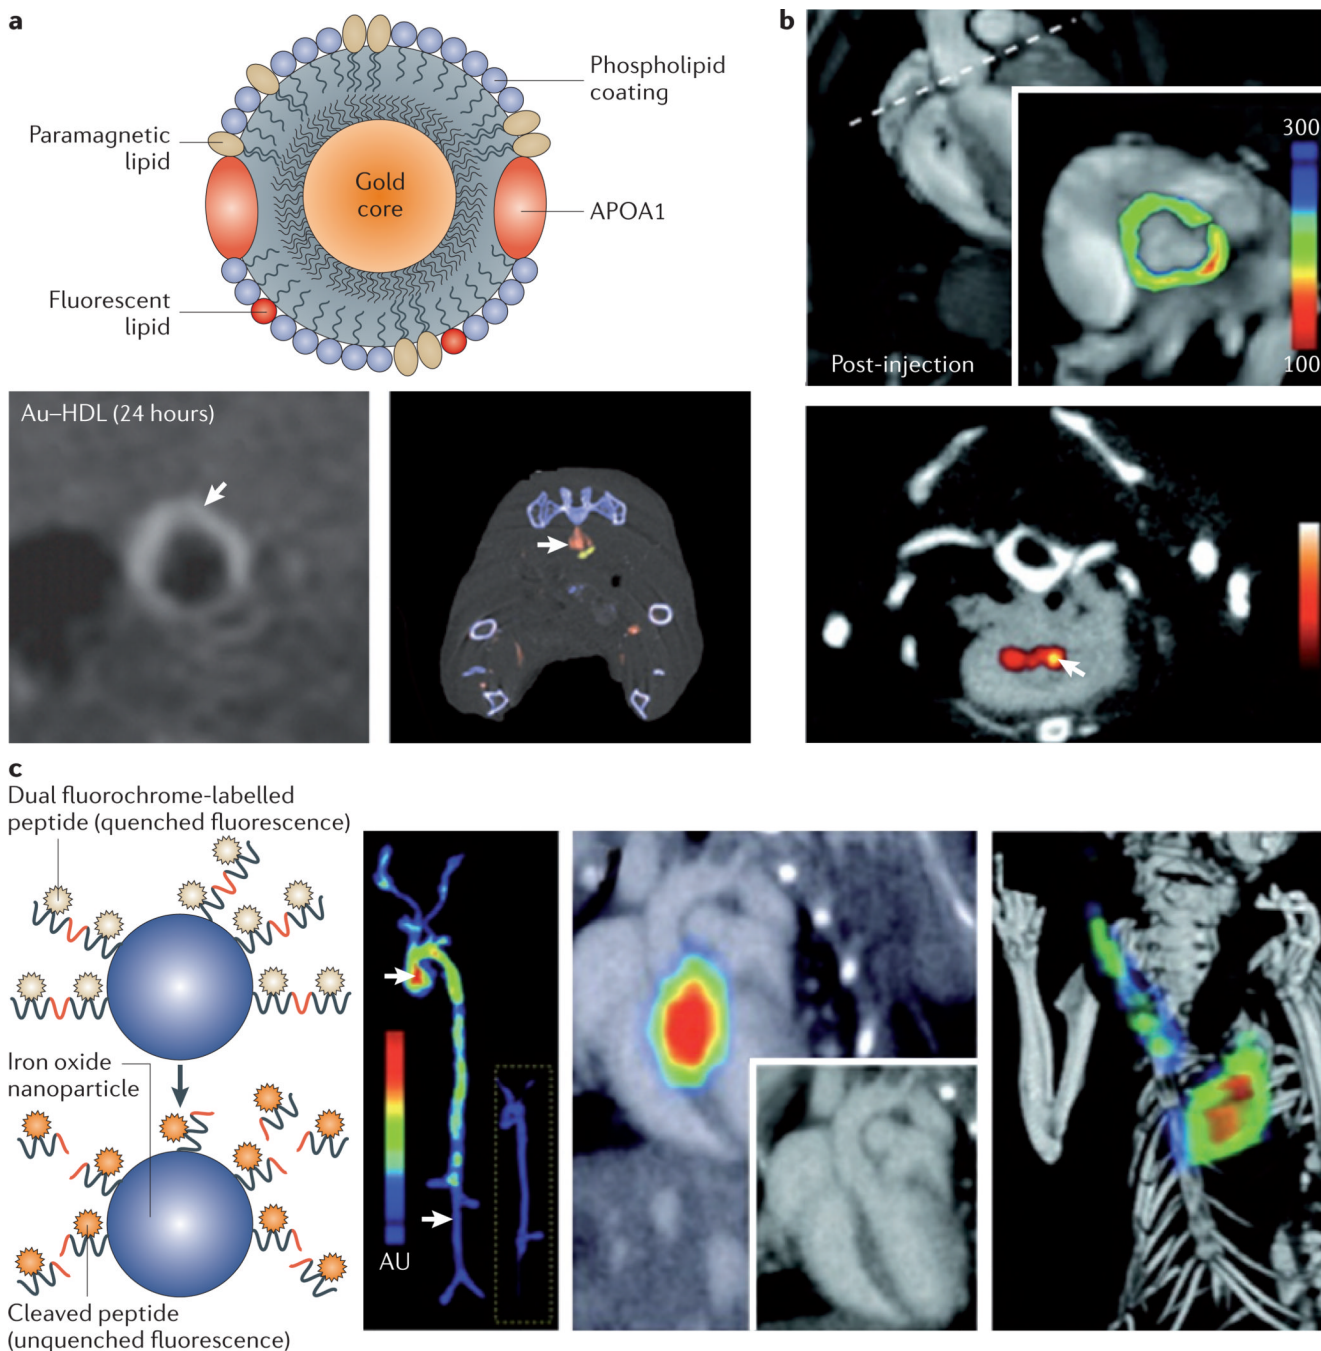 a
Phospholipid
coating
Paramagnetic
lipid
Gold
core
APOA1
Fluorescent
lipid
Au–HDL (24 hours)
b
300
100
Post-injection
c
Dual fluorochrome-labelled
peptide (quenched fluorescence)
Iron oxide
nanoparticle
Cleaved peptide
(unquenched fluorescence)
AU